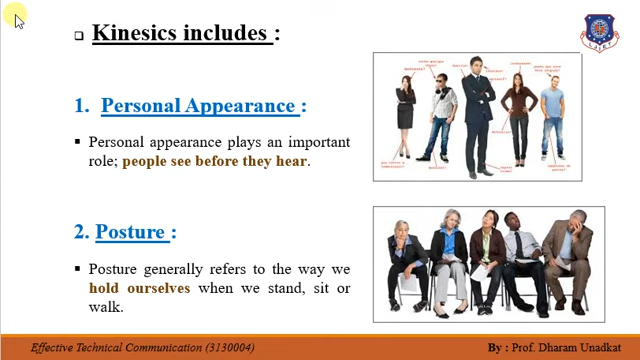 Kinesics includes :
1. Personal Appearance :
Personal appearance plays an important
role; people see before they hear.
2. Posture :
Posture generally refers to the way we
hold ourselves when we stand, sit or
walk.
Effective Technical Communication (3130004)
By : Prof. Dharam Unadkat